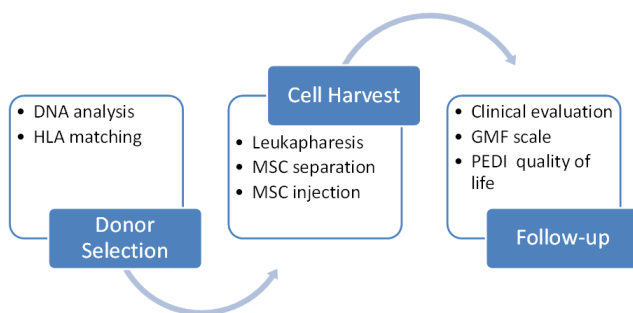 DNA analysis
HLA matching
Donor
Selection
Cell Harvest
Leukapharesis
MSC separation
MSC injection
Clinical evaluation
GMF scale
PEDI quality of
life
Follow-up